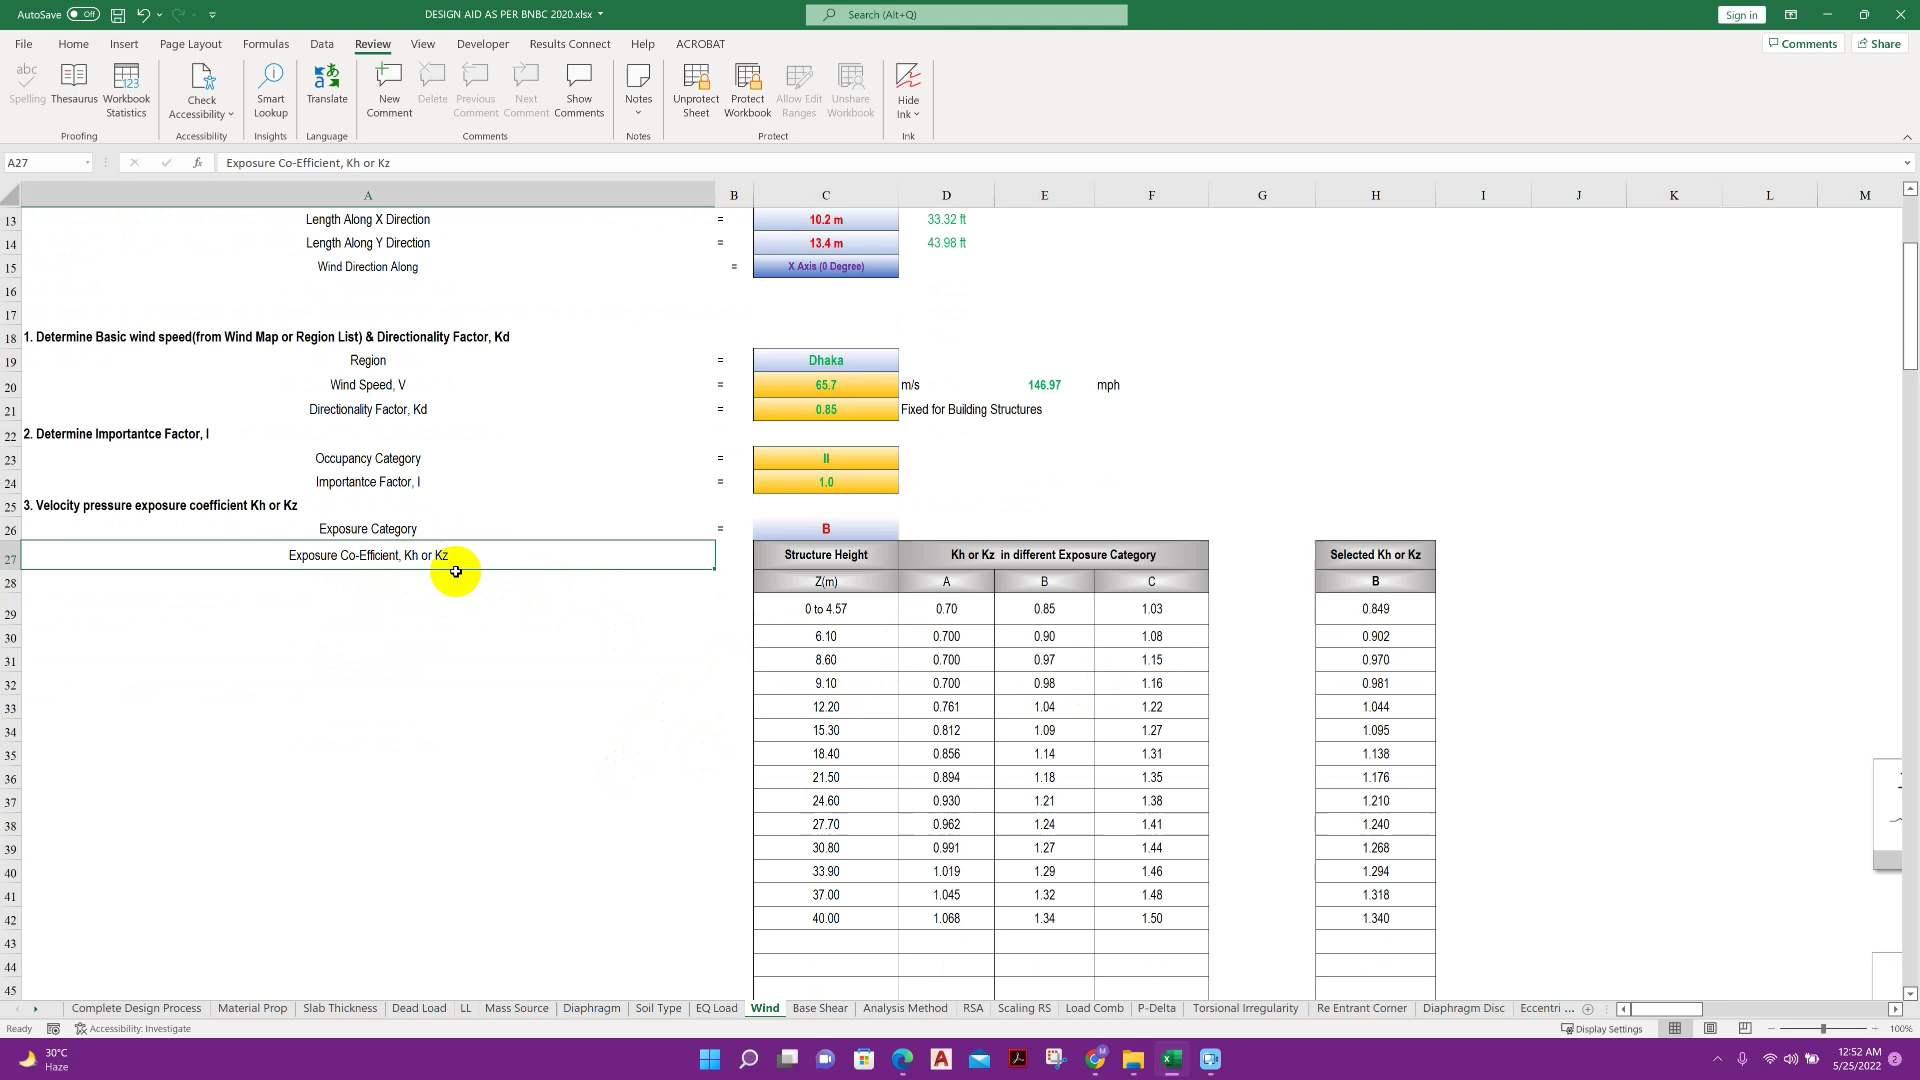 AutoSave Off DESIGN AID AS PER BNBC 2020.xlsx Search (Alt+Q) Sign in
File Home Insert Page Layout Formulas Data Review View Developer Results Connect Help ACROBAT Comments Share
abc
Spelling Thesaurus Workbook Statistics Check Accessibility Smart Lookup Translate New Comment Delete Previous Comment Next Comment Show Comments Notes Unprotect Sheet Protect Workbook Allow Edit Ranges Unshare Workbook Hide Ink
Proofing Accessibility Insights Language Comments Notes Protect Ink
A27 fx Exposure Co-Efficient, Kh or Kz
A B C D E F G H I J K L M
13 Length Along X Direction = 10.2 m 33.32 ft
14 Length Along Y Direction = 13.4 m 43.98 ft
15 Wind Direction Along = X Axis (0 Degree)
16
17
18 1. Determine Basic wind speed(from Wind Map or Region List) & Directionality Factor, Kd
19 Region = Dhaka
20 Wind Speed, V = 65.7 m/s 146.97 mph
21 Directionality Factor, Kd = 0.85 Fixed for Building Structures
22 2. Determine Importantce Factor, I
23 Occupancy Category = II
24 Importantce Factor, I = 1.0
25 3. Velocity pressure exposure coefficient Kh or Kz
26 Exposure Category = B
27 Exposure Co-Efficient, Kh or Kz Structure Height Kh or Kz in different Exposure Category Selected Kh or Kz
28 Z(m) A B C B
29 0 to 4.57 0.70 0.85 1.03 0.849
30 6.10 0.700 0.90 1.08 0.902
31 8.60 0.700 0.97 1.15 0.970
32 9.10 0.700 0.98 1.16 0.981
33 12.20 0.761 1.04 1.22 1.044
34 15.30 0.812 1.09 1.27 1.095
35 18.40 0.856 1.14 1.31 1.138
36 21.50 0.894 1.18 1.35 1.176
37 24.60 0.930 1.21 1.38 1.210
38 27.70 0.962 1.24 1.41 1.240
39 30.80 0.991 1.27 1.44 1.268
40 33.90 1.019 1.29 1.46 1.294
41 37.00 1.045 1.32 1.48 1.318
42 40.00 1.068 1.34 1.50 1.340
43
44
45
Complete Design Process Material Prop Slab Thickness Dead Load LL Mass Source Diaphragm Soil Type EQ Load Wind Base Shear Analysis Method RSA Scaling RS Load Comb P-Delta Torsional Irregularity Re Entrant Corner Diaphragm Disc Eccentri ...
Ready Accessibility: Investigate Display Settings 100%
30°C
Haze
12:52 AM
5/25/2022 2